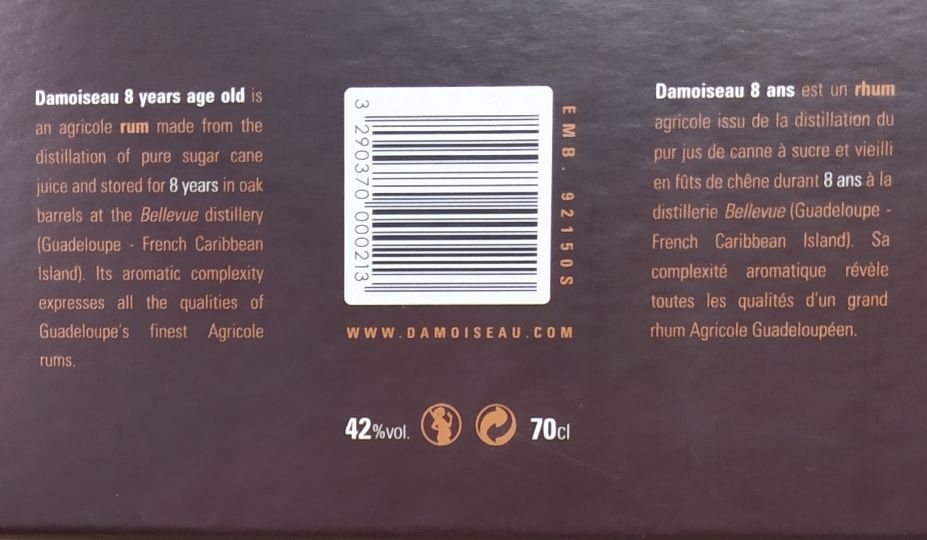 Damoiseau 8 years age old is
an agricole rum made from the
distillation of pure sugar cane
juice and stored for 8 years in oak
barrels at the Bellevue distillery
(Guadeloupe - French Caribbean
Island). Its aromatic complexity
expresses all the qualities of
Guadeloupe's finest Agricole
rums.
3 290370 000213
EMB. 92150S
WWW.DAMOISEAU.COM
42%vol.
70cl
Damoiseau 8 ans est un rhum
agricole issu de la distillation du
pur jus de canne à sucre et vieilli
en fûts de chêne durant 8 ans à la
distillerie Bellevue (Guadeloupe -
French Caribbean Island). Sa
complexité aromatique révèle
toutes les qualités d'un grand
rhum Agricole Guadeloupéen.